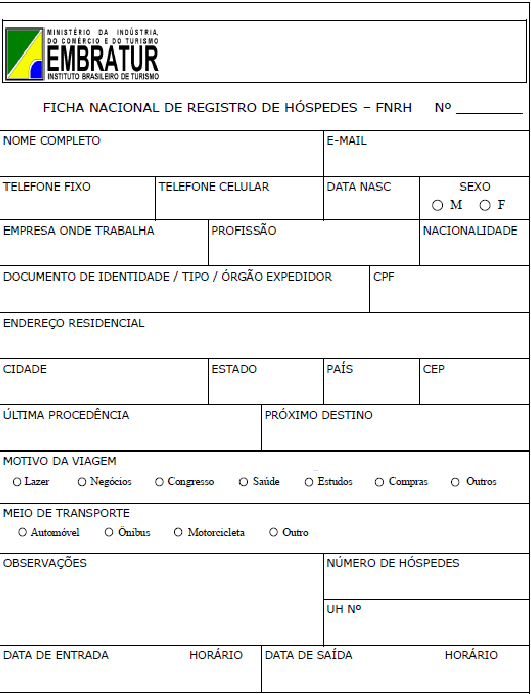 MINISTÉRIO DA INDÚSTRIA,
DO COMÉRCIO E DO TURISMO
EMBRATUR
INSTITUTO BRASILEIRO DE TURISMO
FICHA NACIONAL DE REGISTRO DE HÓSPEDES – FNRH Nº _________
NOME COMPLETO E-MAIL
TELEFONE FIXO TELEFONE CELULAR DATA NASC SEXO
M F
EMPRESA ONDE TRABALHA PROFISSÃO NACIONALIDADE
DOCUMENTO DE IDENTIDADE / TIPO / ÓRGÃO EXPEDIDOR CPF
ENDEREÇO RESIDENCIAL
CIDADE ESTADO PAÍS CEP
ÚLTIMA PROCEDÊNCIA PRÓXIMO DESTINO
MOTIVO DA VIAGEM
Lazer Negócios Congresso Saúde Estudos Compras Outros
MEIO DE TRANSPORTE
Automóvel Ônibus Motorcicleta Outro
OBSERVAÇÕES NÚMERO DE HÓSPEDES
UH Nº
DATA DE ENTRADA HORÁRIO DATA DE SAÍDA HORÁRIO